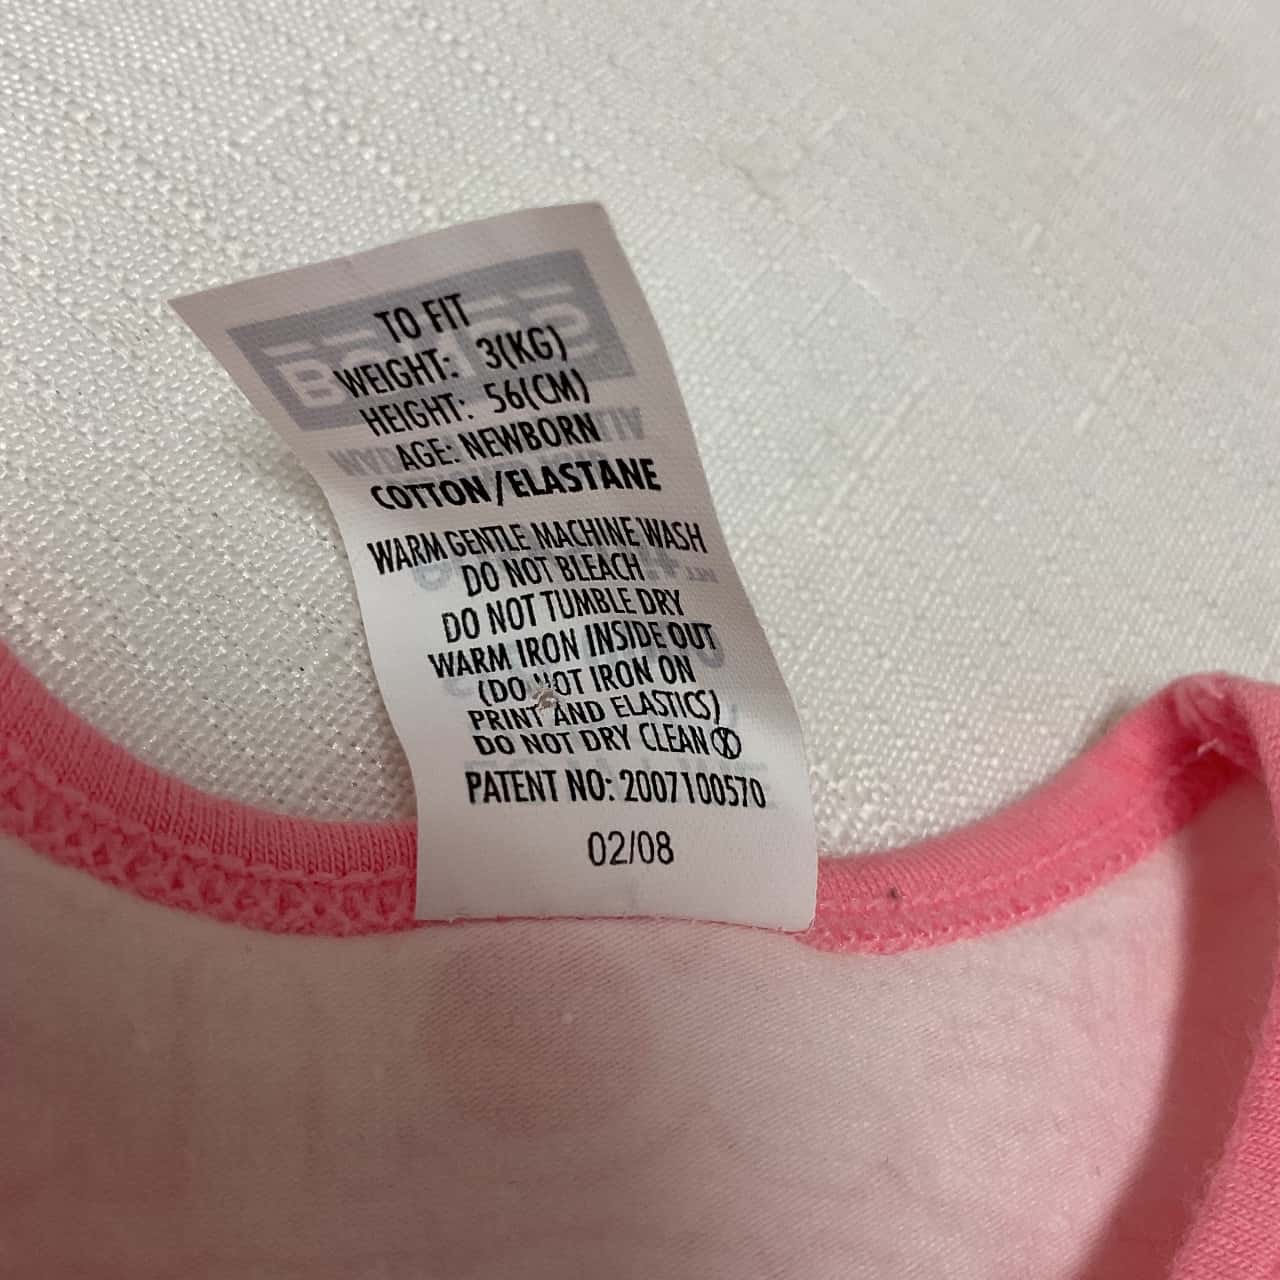 TO FIT
WEIGHT: 3(KG)
HEIGHT: 56(CM)
AGE: NEWBORN
COTTON/ELASTANE
WARM GENTLE MACHINE WASH
DO NOT BLEACH
DO NOT TUMBLE DRY
WARM IRON INSIDE OUT
(DO NOT IRON ON
PRINT AND ELASTICS)
DO NOT DRY CLEAN
PATENT NO: 2007100570
02/08